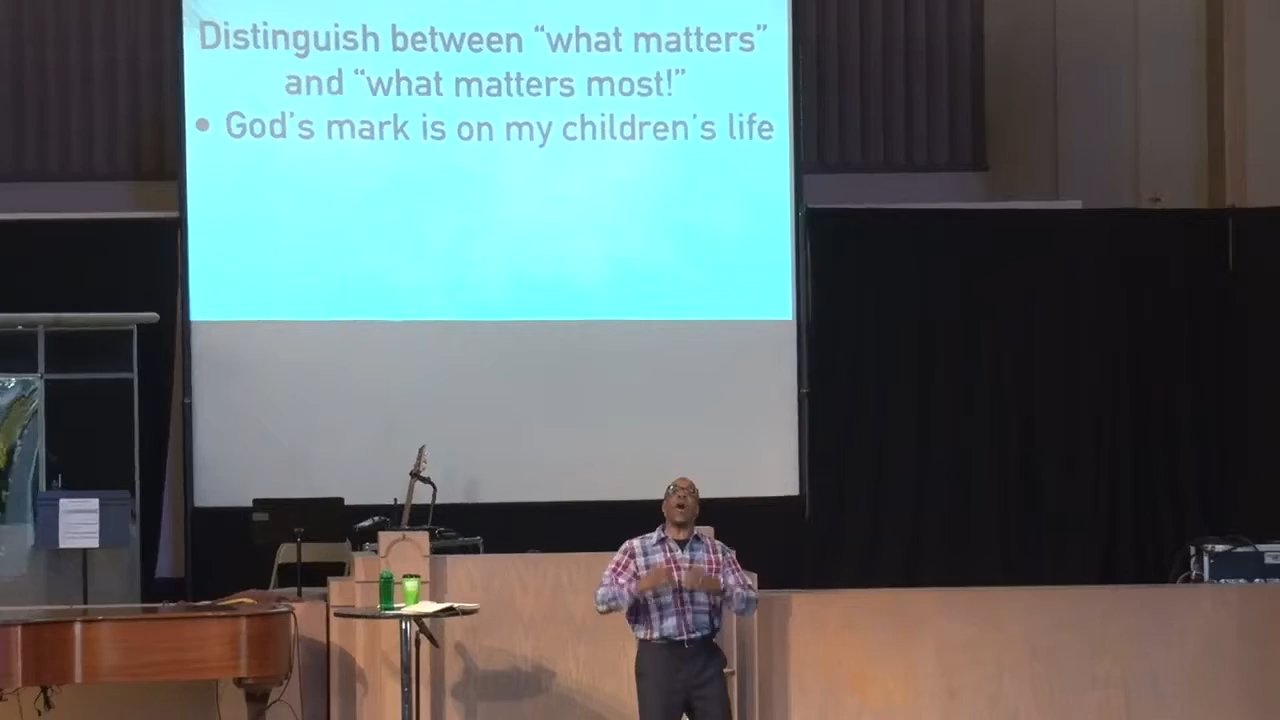 Distinguish between “what matters”
and “what matters most!”
• God’s mark is on my children’s life